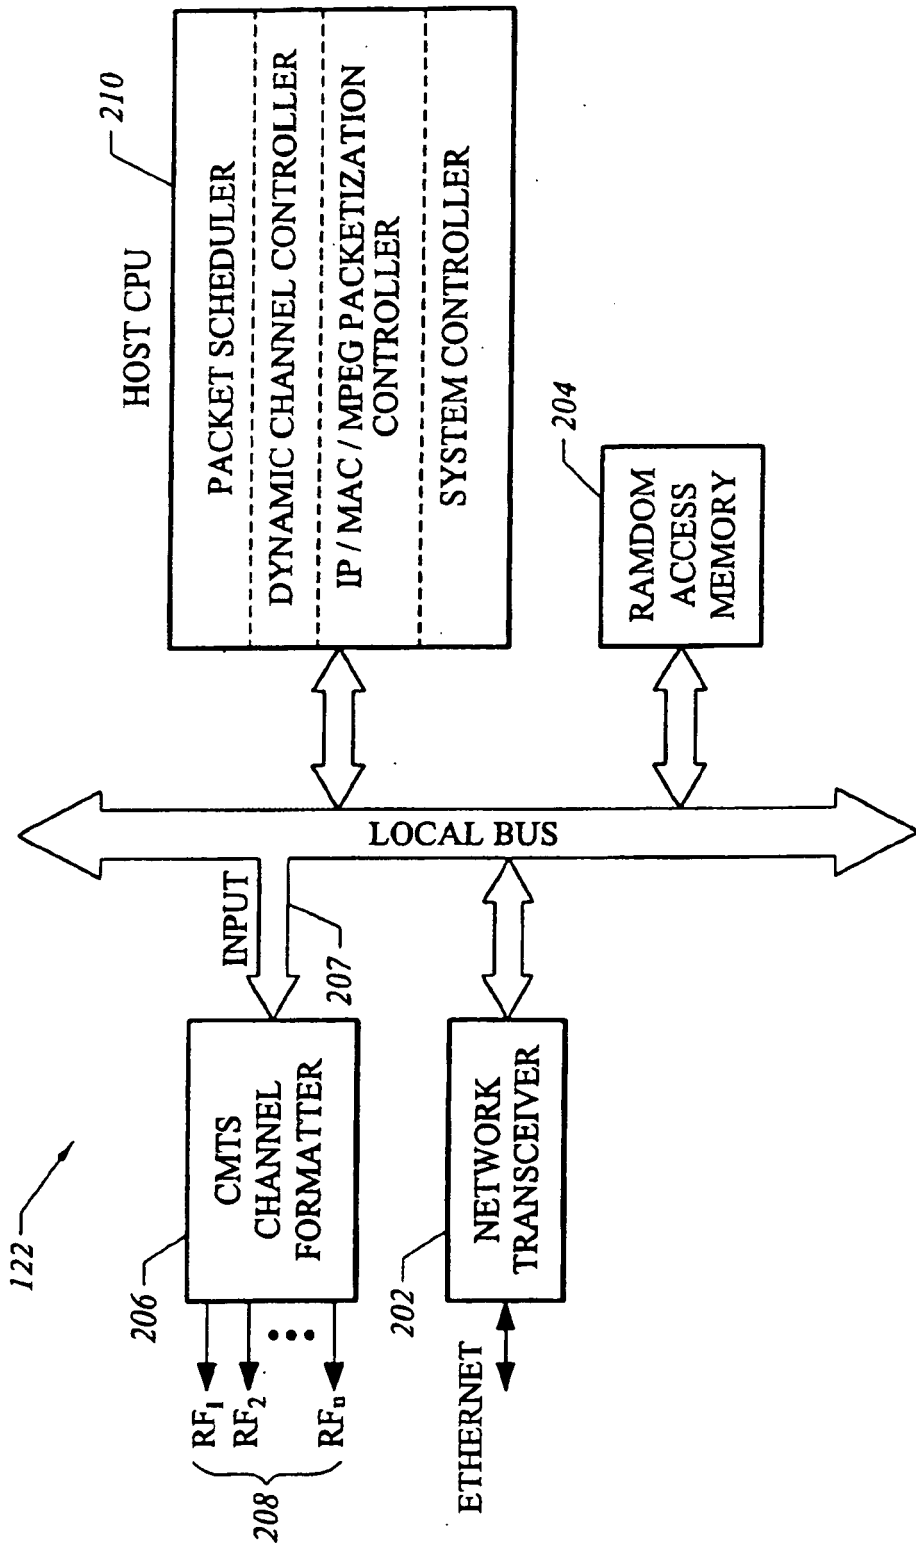 122
HOST CPU
210
PACKET SCHEDULER
DYNAMIC CHANNEL CONTROLLER
IP / MAC / MPEG PACKETIZATION
CONTROLLER
SYSTEM CONTROLLER
204
RAMDOM
ACCESS
MEMORY
LOCAL BUS
INPUT
207
206
CMTS
CHANNEL
FORMATTER
RF₁
RF₂
RFₙ
208
202
NETWORK
TRANSCEIVER
ETHERNET